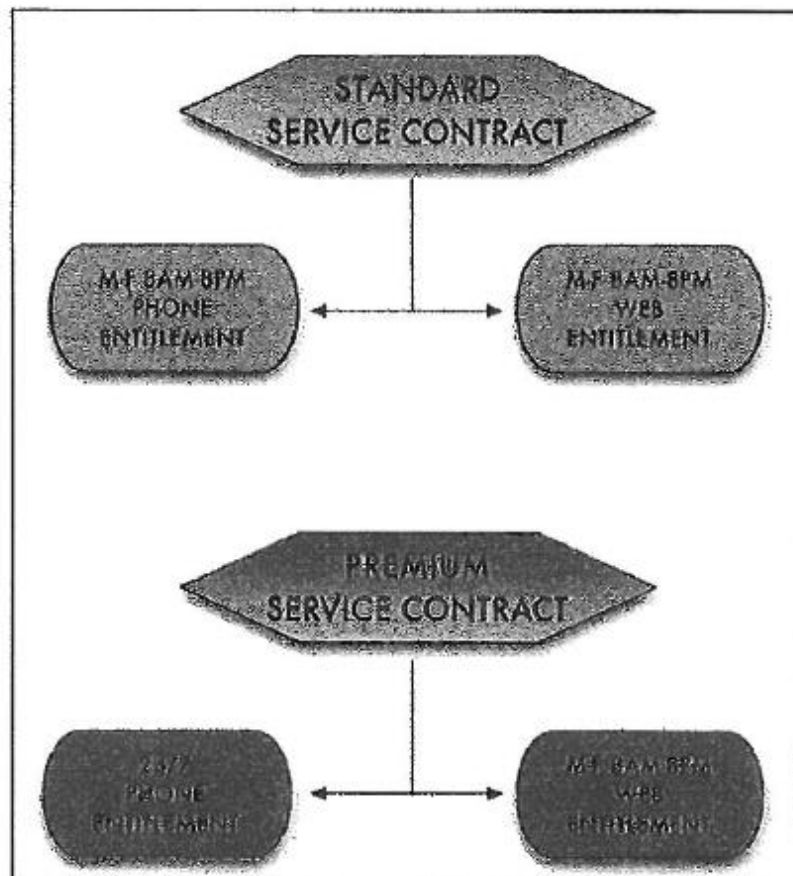 STANDARD
SERVICE CONTRACT
M-F 8AM-8PM
PHONE
ENTITLEMENT
M-F 8AM-8PM
WEB
ENTITLEMENT
PREMIUM
SERVICE CONTRACT
24/7
PHONE
ENTITLEMENT
M-F 8AM-8PM
WEB
ENTITLEMENT